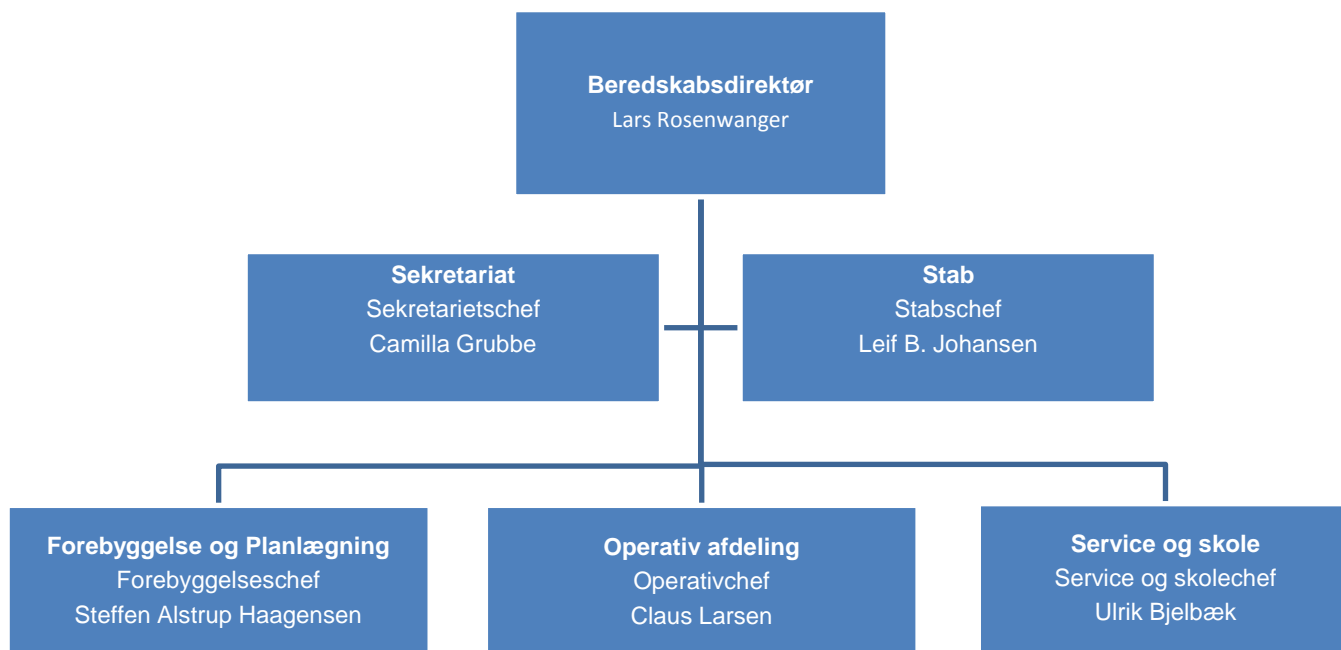 Beredskabsdirektør
Lars Rosenwanger
Sekretariat
Sekretarietschef
Camilla Grubbe
Stab
Stabschef
Leif B. Johansen
Forebyggelse og Planlægning
Forebyggelseschef
Steffen Alstrup Haagensen
Operativ afdeling
Operativchef
Claus Larsen
Service og skole
Service og skolechef
Ulrik Bjelbæk